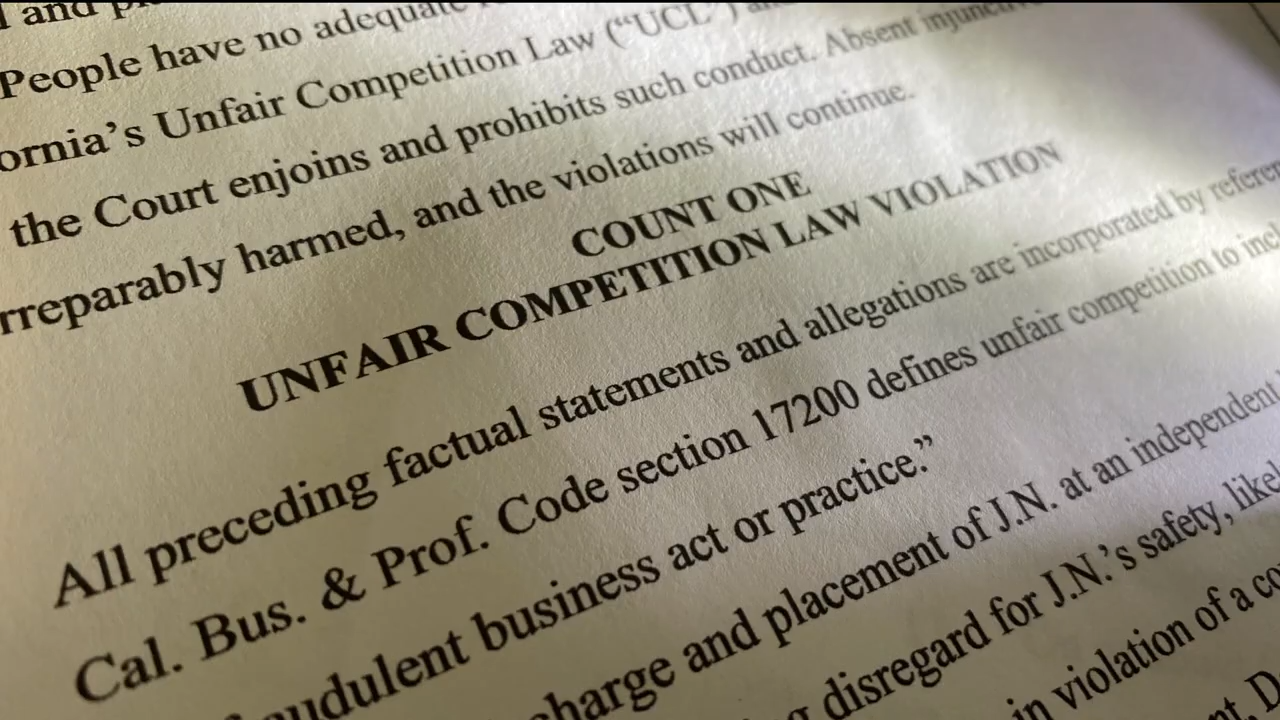 and
People have no adequate
ornia's Unfair Competition Law ("UCL")
the Court enjoins and prohibits such conduct. Absent injunctive
rreparably harmed, and the violations will continue.
COUNT ONE
UNFAIR COMPETITION LAW VIOLATION
All preceding factual statements and allegations are incorporated by referen
Cal. Bus. & Prof. Code section 17200 defines unfair competition to incl
audulent business act or practice."
charge and placement of J.N. at an independent
disregard for J.N.'s safety, likel
in violation of a co